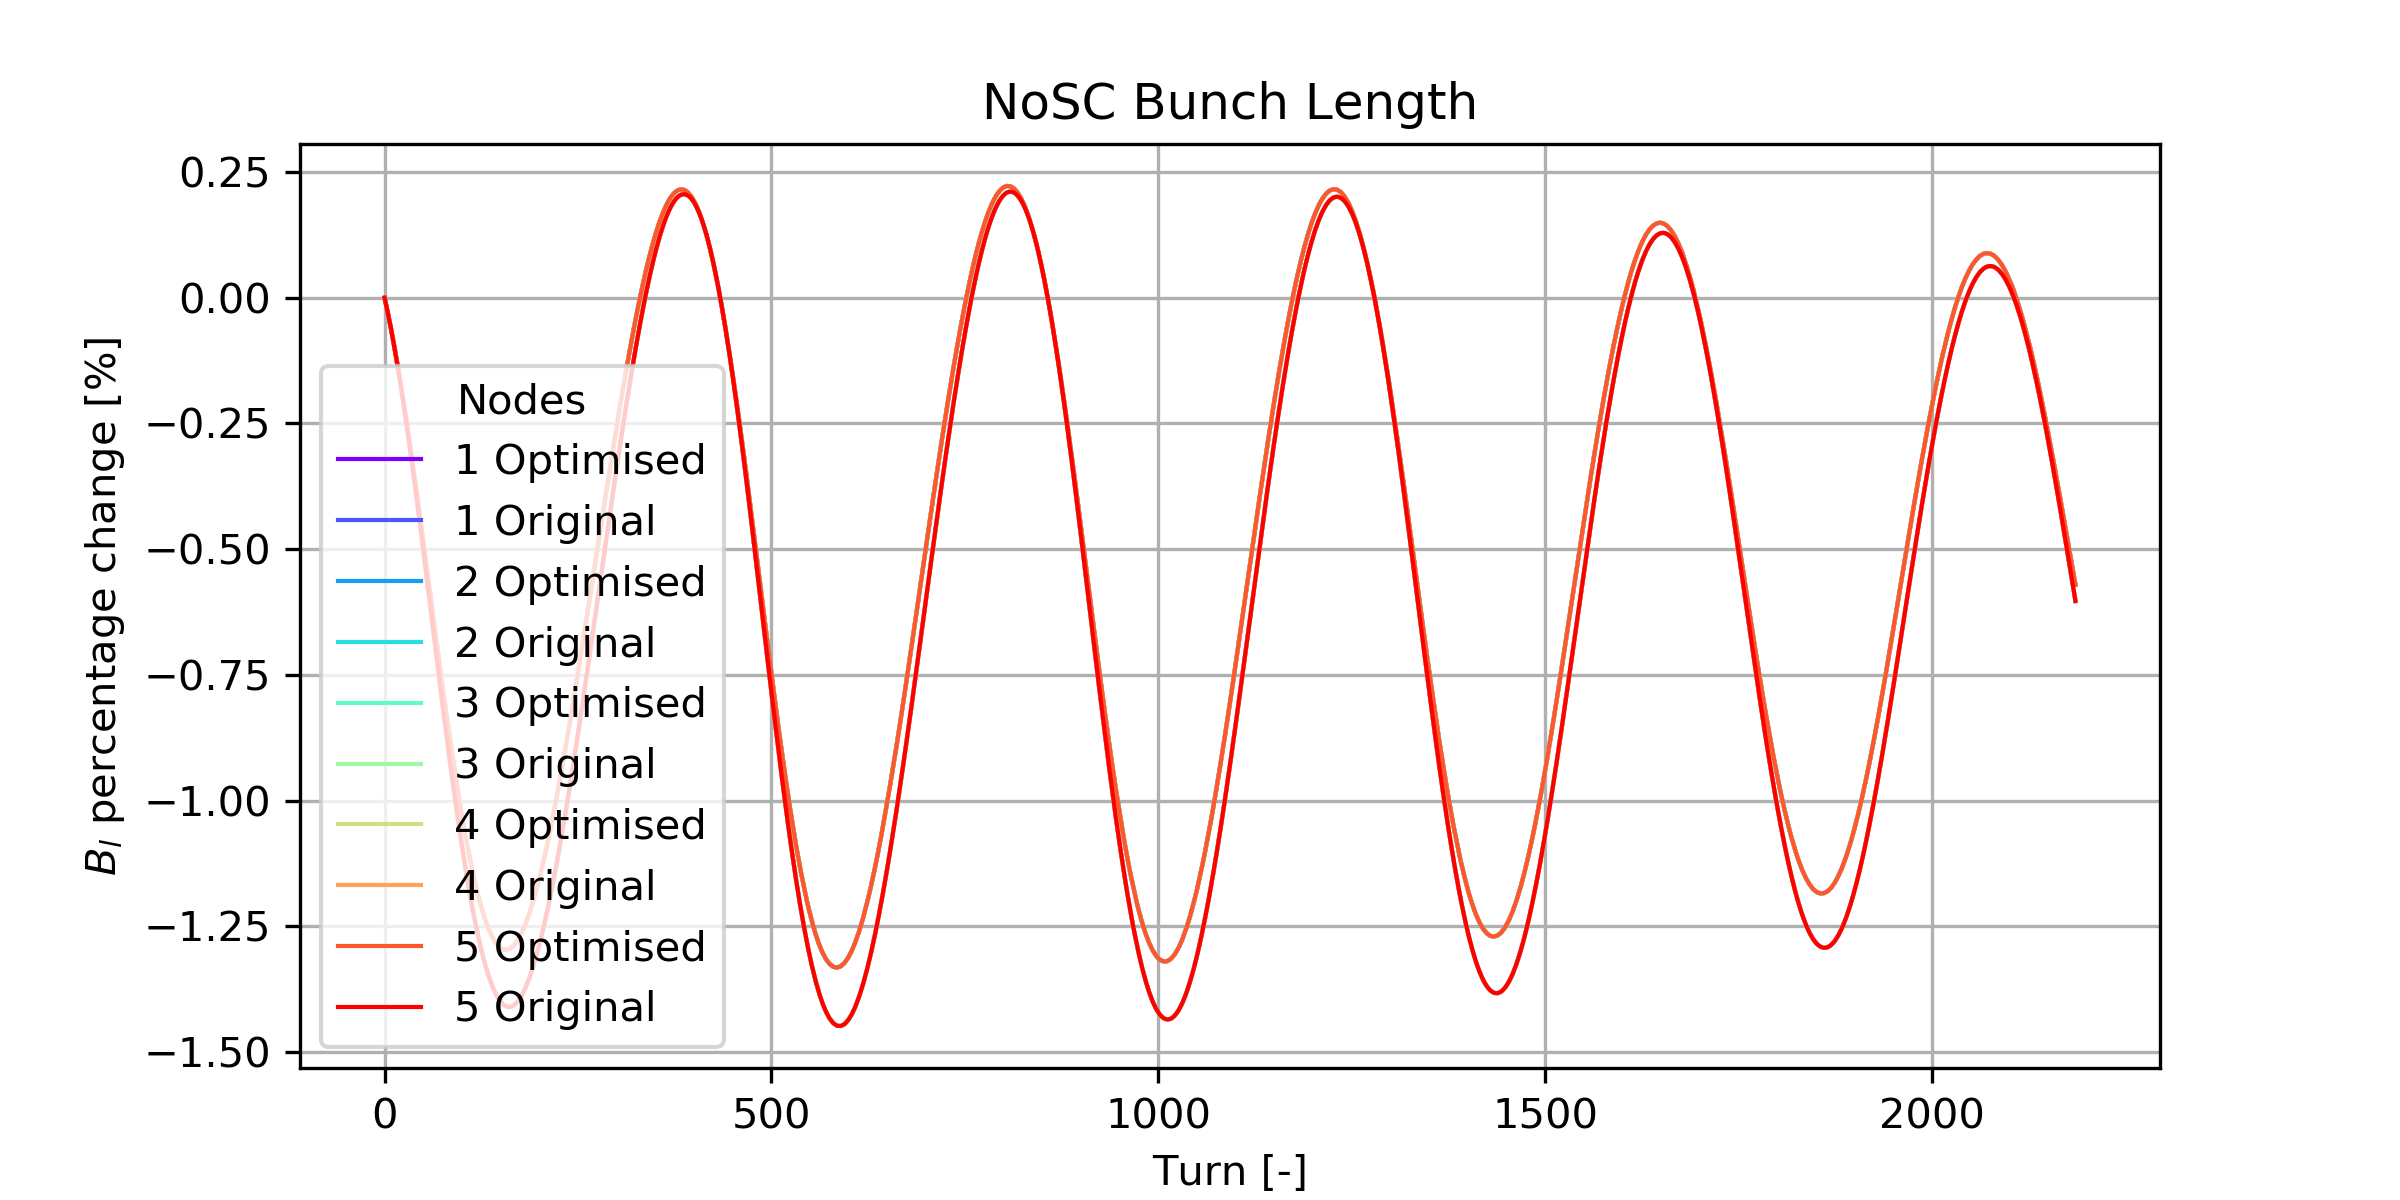 NoSC Bunch Length
B_l percentage change [%]
0.25
0.00
−0.25
−0.50
−0.75
−1.00
−1.25
−1.50
Nodes
1 Optimised
1 Original
2 Optimised
2 Original
3 Optimised
3 Original
4 Optimised
4 Original
5 Optimised
5 Original
0 500 1000 1500 2000
Turn [-]